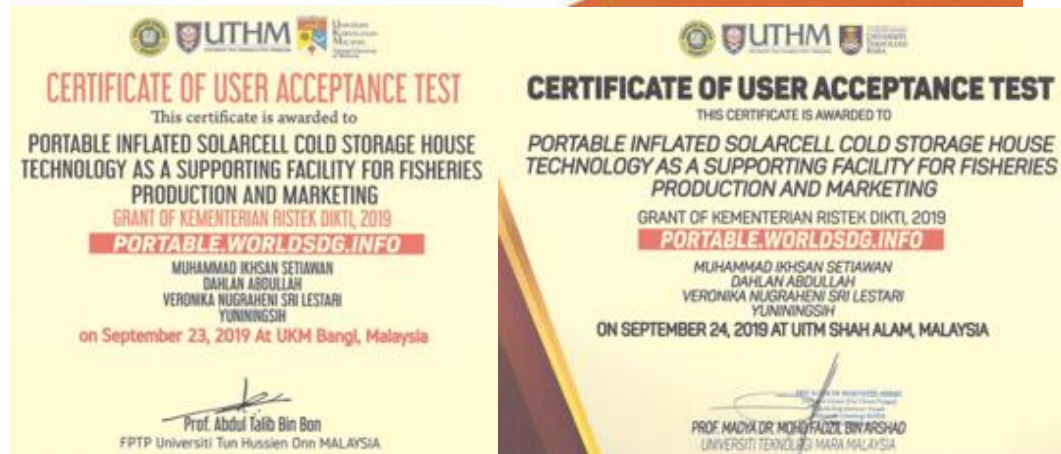 UTHM
UNIVERSITI
KEBANGSAAN
MALAYSIA
CERTIFICATE OF USER ACCEPTANCE TEST
This certificate is awarded to
PORTABLE INFLATED SOLARCELL COLD STORAGE HOUSE
TECHNOLOGY AS A SUPPORTING FACILITY FOR FISHERIES
PRODUCTION AND MARKETING
GRANT OF KEMENTERIAN RISTEK DIKTI, 2019
PORTABLE.WORLDSDG.INFO
MUHAMMAD IKHSAN SETIAWAN
DAHLAN ABDULLAH
VERONIKA NUGRAHENI SRI LESTARI
YUNININGSIH
on September 23, 2019 At UKM Bangi, Malaysia
Prof. Abdul Talib Bin Bon
FPTP Universiti Tun Hussien Onn MALAYSIA
UTHM
UNIVERSITI
TEKNOLOGI
MARA
CERTIFICATE OF USER ACCEPTANCE TEST
THIS CERTIFICATE IS AWARDED TO
PORTABLE INFLATED SOLARCELL COLD STORAGE HOUSE
TECHNOLOGY AS A SUPPORTING FACILITY FOR FISHERIES
PRODUCTION AND MARKETING
GRANT OF KEMENTERIAN RISTEK DIKTI, 2019
PORTABLE.WORLDSDG.INFO
MUHAMMAD IKHSAN SETIAWAN
DAHLAN ABDULLAH
VERONIKA NUGRAHENI SRI LESTARI
YUNININGSIH
ON SEPTEMBER 24, 2019 AT UITM SHAH ALAM, MALAYSIA
PROF. MADYA DR. MOHD FADZIL BIN ARSHAD
UNIVERSITI TEKNOLOGI MARA MALAYSIA